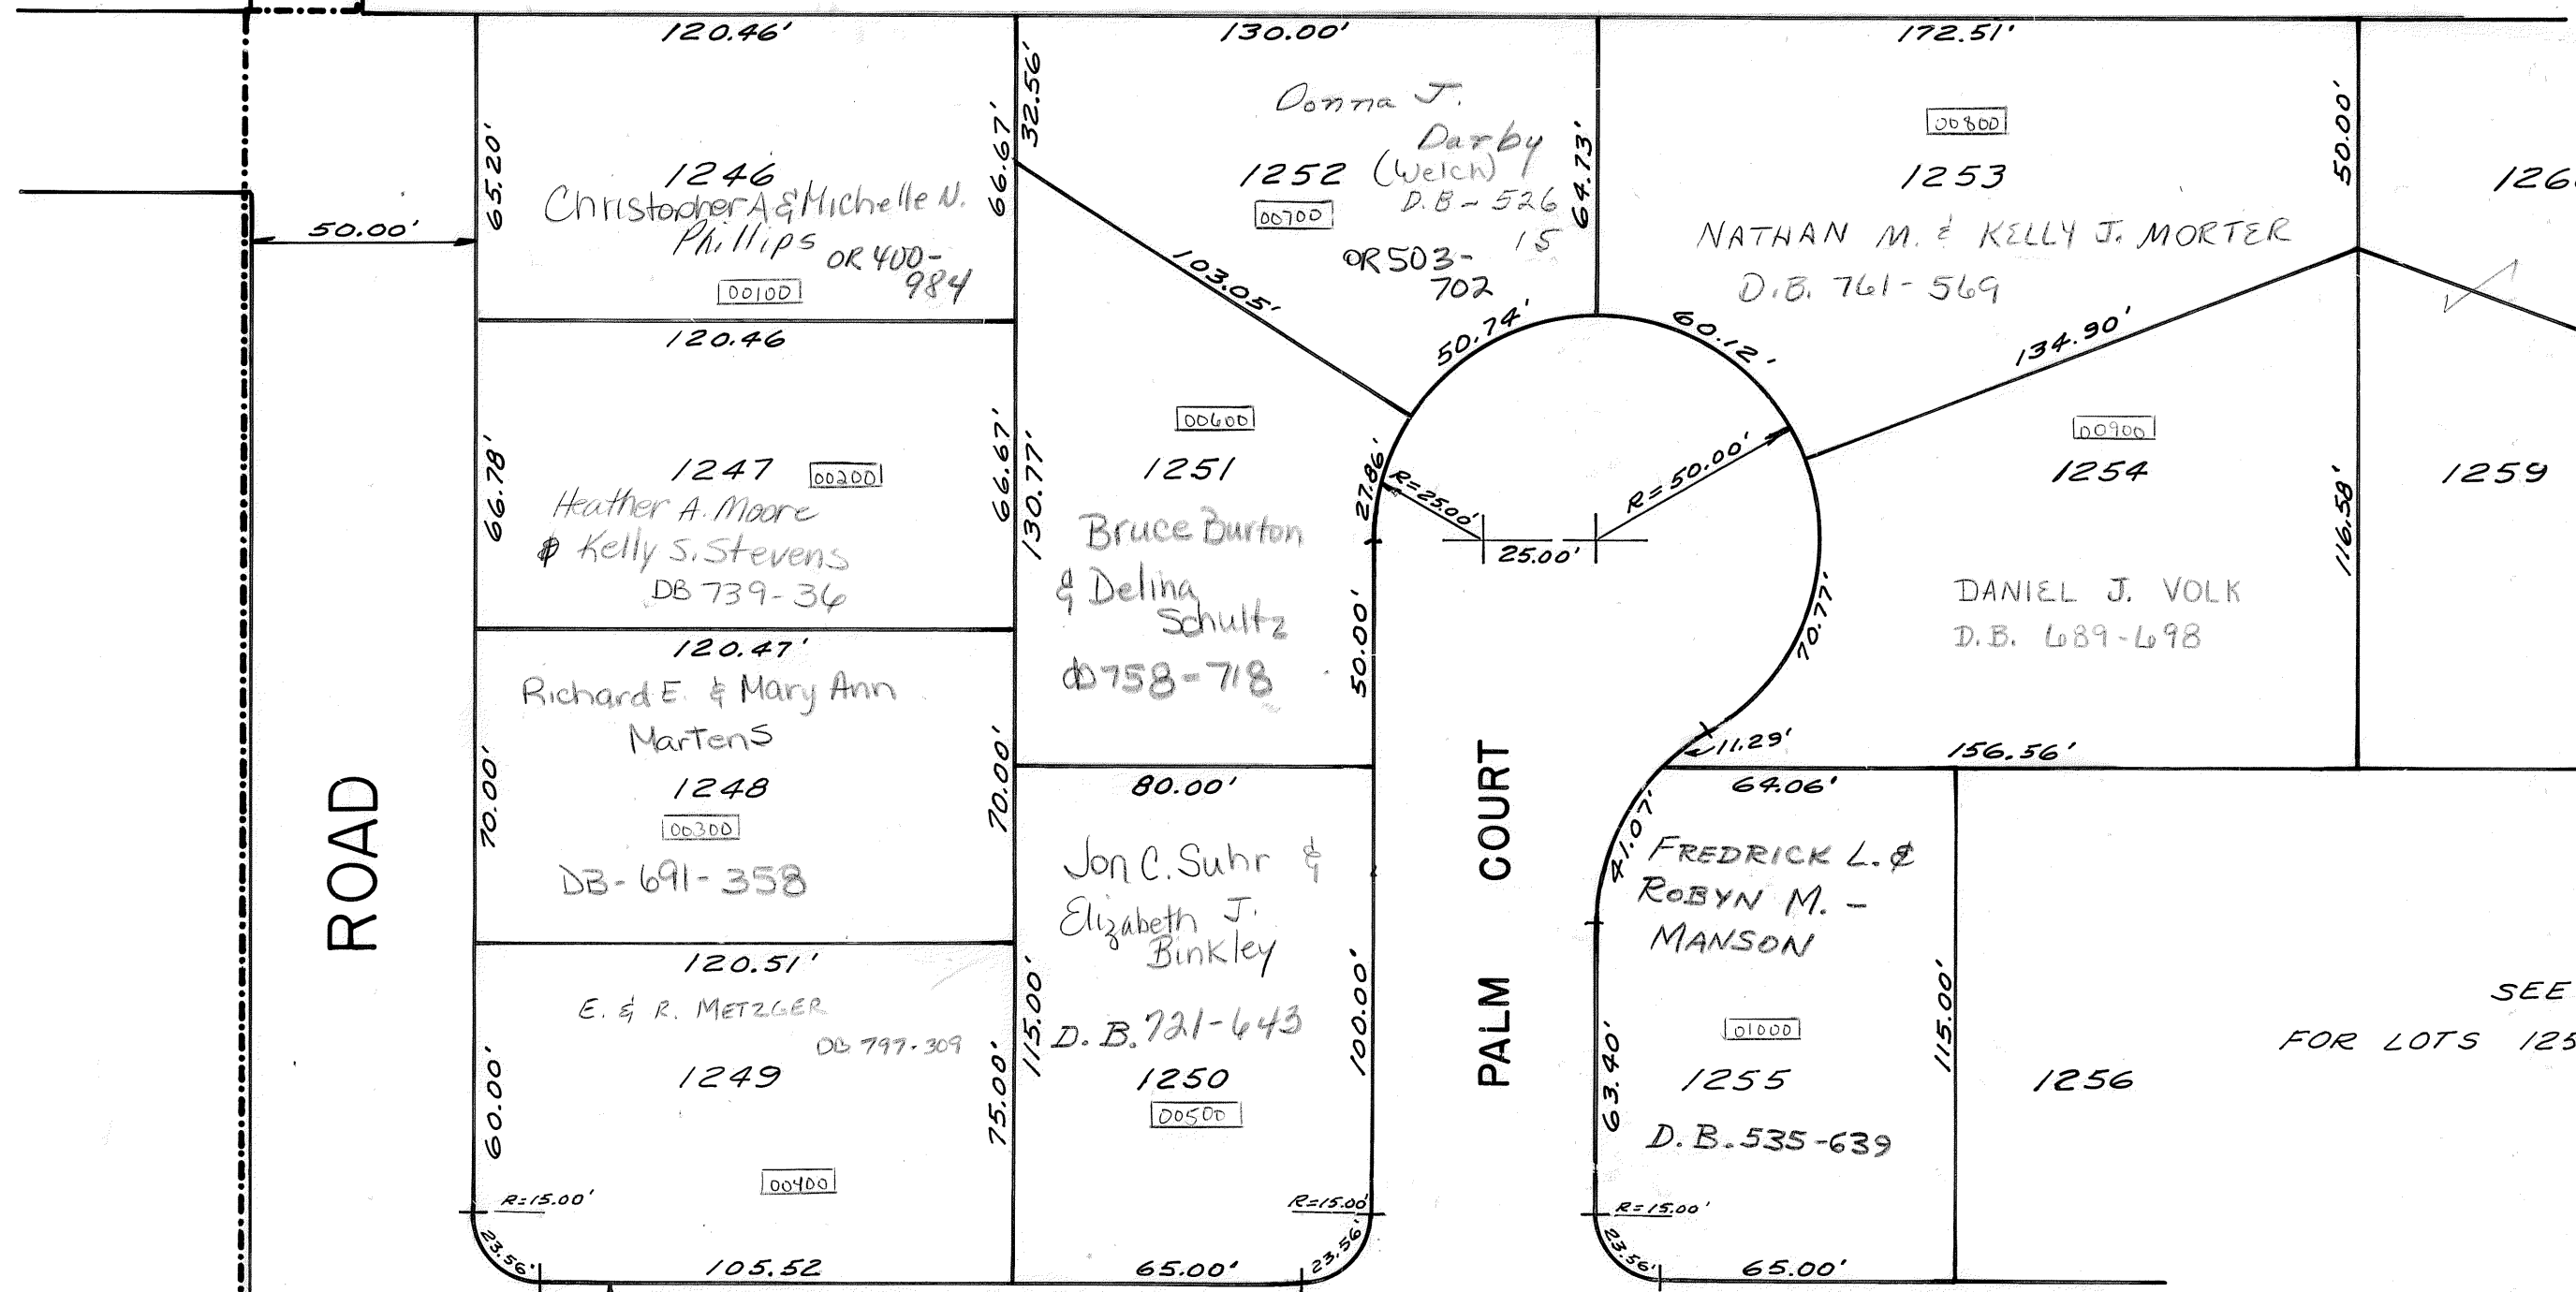 120.46'
65.20'
66.67'
1246
Christopher A & Michelle N.
Phillips
OR 400-
984
00100
50.00'
120.46
66.78'
66.67'
1247
00200
Heather A. Moore
& Kelly S. Stevens
DB 739-36
120.47'
Richard E. & Mary Ann
Martens
70.00'
70.00'
1248
00300
DB-691-358
ROAD
120.51'
E. & R. METZGER
DB 797-309
60.00'
75.00'
1249
00400
R=15.00'
23.56'
105.52
130.00'
32.56'
64.73'
Donna J.
Darby
(Welch)
1252
D.B-526
15
00700
OR 503-
702
103.05'
50.74'
130.77'
00600
1251
27.86'
Bruce Burton
& Delina
Schultz
DB 758-718
50.00'
R=25.00'
R=50.00'
25.00'
80.00'
Jon C. Suhr &
Elizabeth J.
Binkley
115.00'
100.00'
D.B. 721-643
1250
00500
R=15.00'
65.00'
23.56'
PALM COURT
172.51'
00800
50.00'
1253
NATHAN M. & KELLY J. MORTER
D.B. 761-569
60.12'
134.90'
00900
1254
116.58'
DANIEL J. VOLK
D.B. 689-698
70.77'
11.29'
156.56'
64.06'
41.07'
FREDRICK L. &
ROBYN M. -
MANSON
01000
63.40'
115.00'
1255
D.B. 535-639
R=15.00'
23.56'
65.00'
126
1259
1256
SEE
FOR LOTS 125